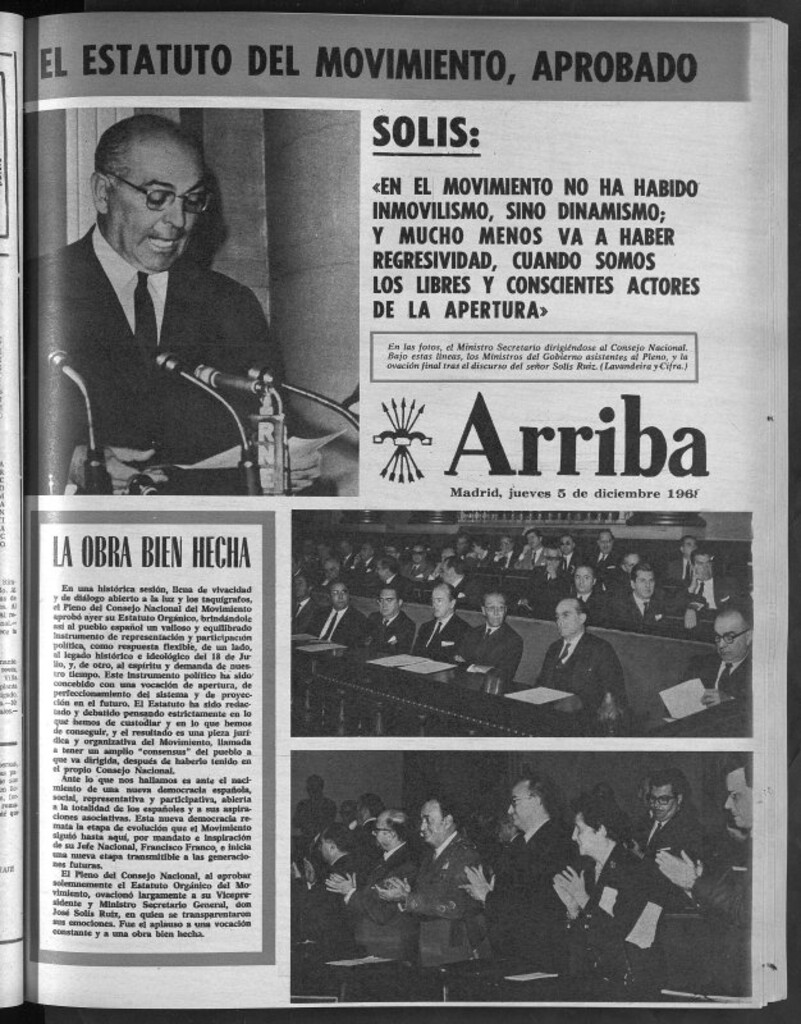 EL ESTATUTO DEL MOVIMIENTO, APROBADO
SOLIS:
«EN EL MOVIMIENTO NO HA HABIDO
INMOVILISMO, SINO DINAMISMO;
Y MUCHO MENOS VA A HABER
REGRESIVIDAD, CUANDO SOMOS
LOS LIBRES Y CONSCIENTES ACTORES
DE LA APERTURA»
En las fotos, el Ministro Secretario dirigiéndose al Consejo Nacional.
Bajo estas líneas, los Ministros del Gobierno asistentes al Pleno, y la
ovación final tras el discurso del señor Solís Ruiz. (Lavandeira y Cifra.)
RNE
Arriba
Madrid, jueves 5 de diciembre 1968
LA OBRA BIEN HECHA
En una histórica sesión, llena de vivacidad
y de diálogo abierto a la luz y los taquígrafos,
el Pleno del Consejo Nacional del Movimiento
aprobó ayer su Estatuto Orgánico, brindándole
así al pueblo español un valioso y equilibrado
instrumento de representación y participación
política, como respuesta flexible, de un lado,
al legado histórico e ideológico del 18 de Ju-
lio, y, de otro, al espíritu y demanda de nues-
tro tiempo. Este instrumento político ha sido
concebido con una vocación de apertura, de
perfeccionamiento del sistema y de proyec-
ción en el futuro. El Estatuto ha sido redac-
tado y debatido pensando estrictamente en lo
que hemos de custodiar y en lo que hemos de
conseguir, y el resultado es una pieza jurí-
dica y organizativa del Movimiento, llamada
a tener un amplio "consensus" del pueblo a
que va dirigida, después de haberlo tenido en
el propio Consejo Nacional.
Ante lo que nos hallamos es ante el naci-
miento de una nueva democracia española,
social, representativa y participativa, abierta
a la totalidad de los españoles y a sus aspira-
ciones asociativas. Esta nueva democracia re-
mata la etapa de evolución que el Movimiento
siguió hasta aquí, por mandato e inspiración
de su Jefe Nacional, Francisco Franco, e inicia
una nueva etapa transmitible a las generacio-
nes futuras.
El Pleno del Consejo Nacional, al aprobar
solemnemente el Estatuto Orgánico del Mo-
vimiento, ovacionó largamente a su Vicepre-
sidente y Ministro Secretario General, don
José Solís Ruiz, en quien se transparentaron
sus emociones. Fue el aplauso a una vocación
constante y a una obra bien hecha.